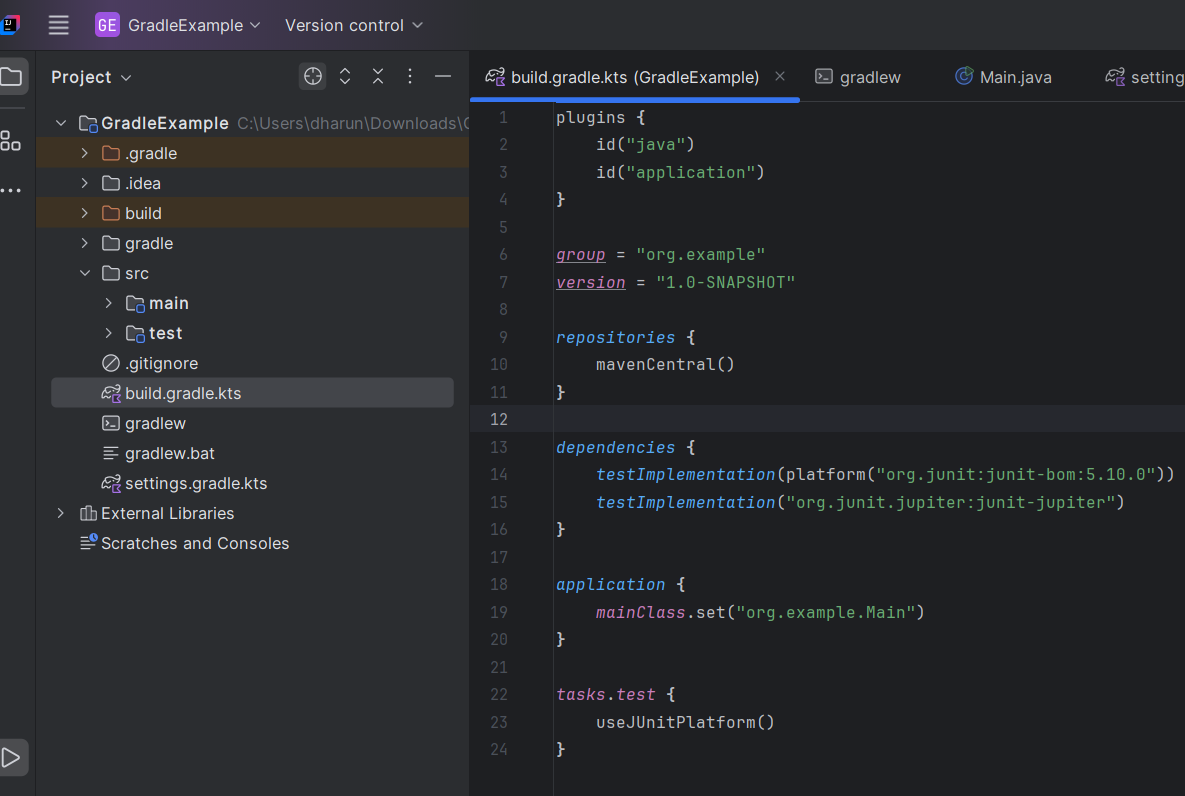 GE GradleExample Version control
Project
build.gradle.kts (GradleExample) gradlew Main.java setting
GradleExample C:\Users\dharun\Downloads\
.gradle
.idea
build
gradle
src
main
test
.gitignore
build.gradle.kts
gradlew
gradlew.bat
settings.gradle.kts
External Libraries
Scratches and Consoles
1 plugins {
2 id("java")
3 id("application")
4 }
5
6 group = "org.example"
7 version = "1.0-SNAPSHOT"
8
9 repositories {
10 mavenCentral()
11 }
12
13 dependencies {
14 testImplementation(platform("org.junit:junit-bom:5.10.0"))
15 testImplementation("org.junit.jupiter:junit-jupiter")
16 }
17
18 application {
19 mainClass.set("org.example.Main")
20 }
21
22 tasks.test {
23 useJUnitPlatform()
24 }